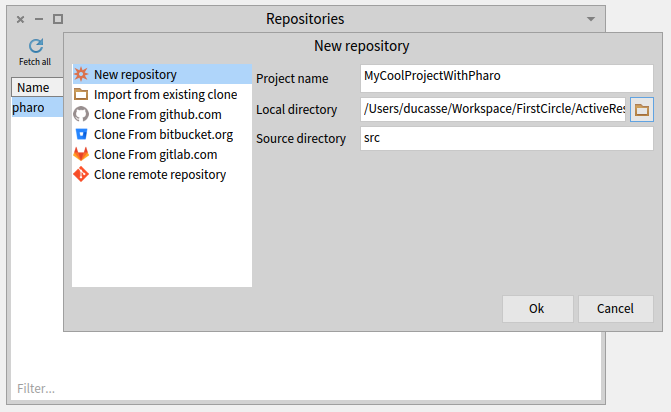 Repositories
New repository
Fetch all
Name
pharo
New repository
Import from existing clone
Clone From github.com
Clone From bitbucket.org
Clone From gitlab.com
Clone remote repository
Project name MyCoolProjectWithPharo
Local directory /Users/ducasse/Workspace/FirstCircle/ActiveRes
Source directory src
Ok Cancel
Filter...